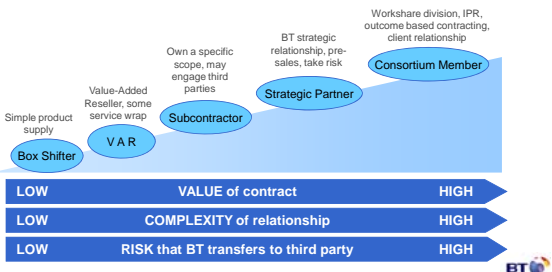 Simple product
supply
Box Shifter
Value-Added
Reseller, some
service wrap
V A R
Own a specific
scope, may
engage third
parties
Subcontractor
BT strategic
relationship, pre-
sales, take risk
Strategic Partner
Workshare division, IPR,
outcome based contracting,
client relationship
Consortium Member
LOW VALUE of contract HIGH
LOW COMPLEXITY of relationship HIGH
LOW RISK that BT transfers to third party HIGH
BT